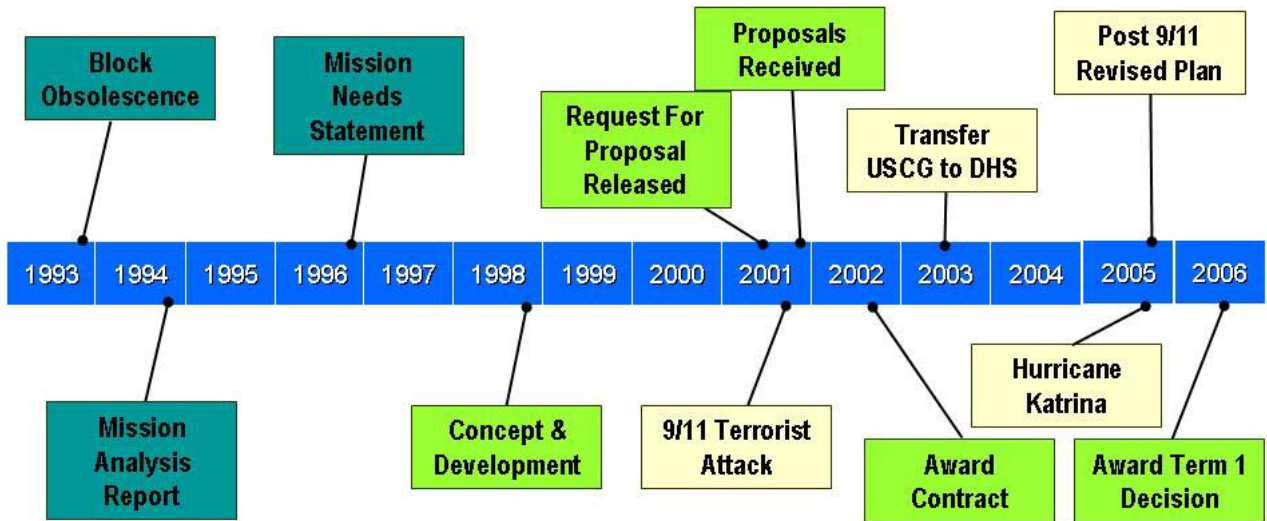 Block
Obsolescence
Mission
Needs
Statement
Request For
Proposal
Released
Proposals
Received
Transfer
USCG to DHS
Post 9/11
Revised Plan
1993 1994 1995 1996 1997 1998 1999 2000 2001 2002 2003 2004 2005 2006
Mission
Analysis
Report
Concept &
Development
9/11 Terrorist
Attack
Award
Contract
Hurricane
Katrina
Award Term 1
Decision